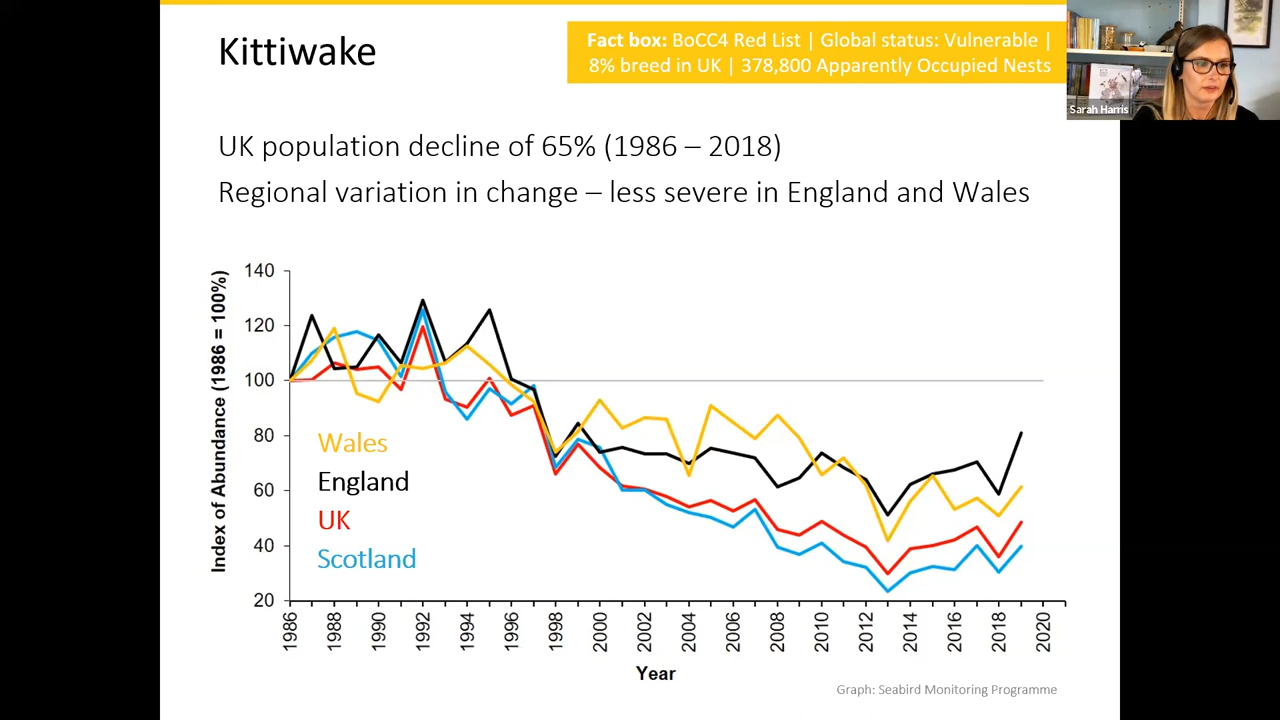 Kittiwake
Fact box: BoCC4 Red List | Global status: Vulnerable |
8% breed in UK | 378,800 Apparently Occupied Nests
Sarah Harris
UK population decline of 65% (1986 – 2018)
Regional variation in change – less severe in England and Wales
Index of Abundance (1986 = 100%)
140
120
100
80
60
40
20
Wales
England
UK
Scotland
1986
1988
1990
1992
1994
1996
1998
2000
2002
2004
2006
2008
2010
2012
2014
2016
2018
2020
Year
Graph: Seabird Monitoring Programme